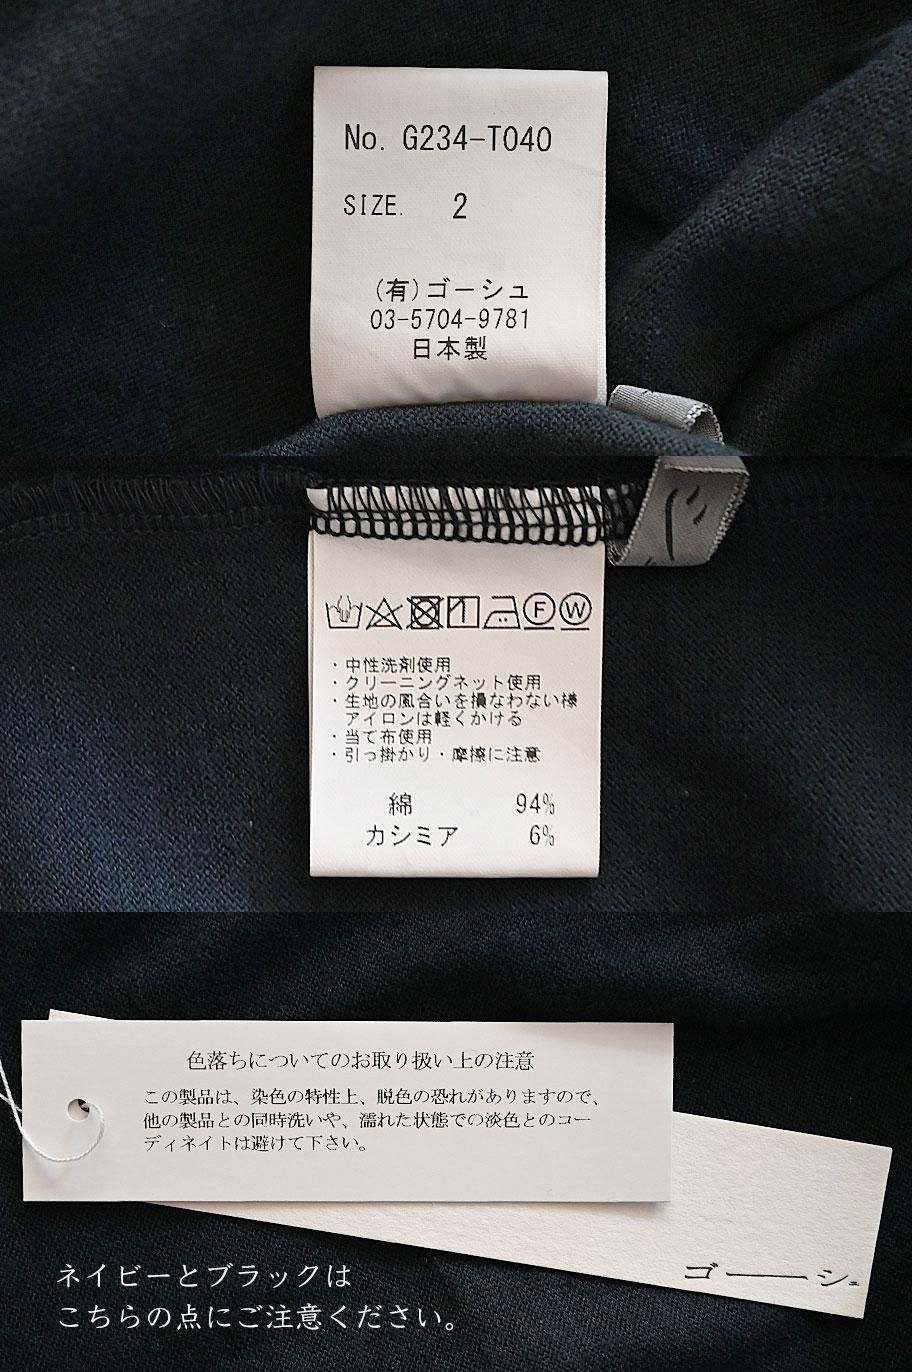 No. G234-T040
SIZE. 2
(有)ゴーシュ
03-5704-9781
日本製
F W
・中性洗剤使用
・クリーニングネット使用
・生地の風合いを損なわない様
アイロンは軽くかける
・当て布使用
・引っ掛かり・摩擦に注意
綿 94%
カシミア 6%
色落ちについてのお取り扱い上の注意
この製品は、染色の特性上、脱色の恐れがありますので、
他の製品との同時洗いや、濡れた状態での淡色とのコー
ディネイトは避けて下さい。
ゴーシュ
ネイビーとブラックは
こちらの点にご注意ください。